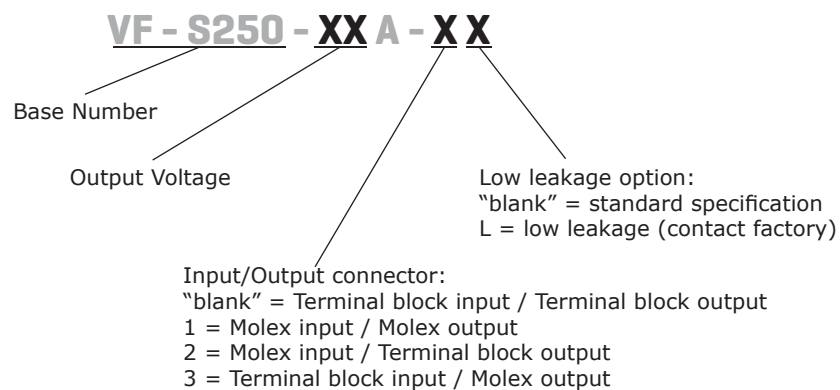 VF - S250 - XX A - X X
Base Number
Output Voltage
Low leakage option:
“blank” = standard specification
L = low leakage (contact factory)
Input/Output connector:
“blank” = Terminal block input / Terminal block output
1 = Molex input / Molex output
2 = Molex input / Terminal block output
3 = Terminal block input / Molex output